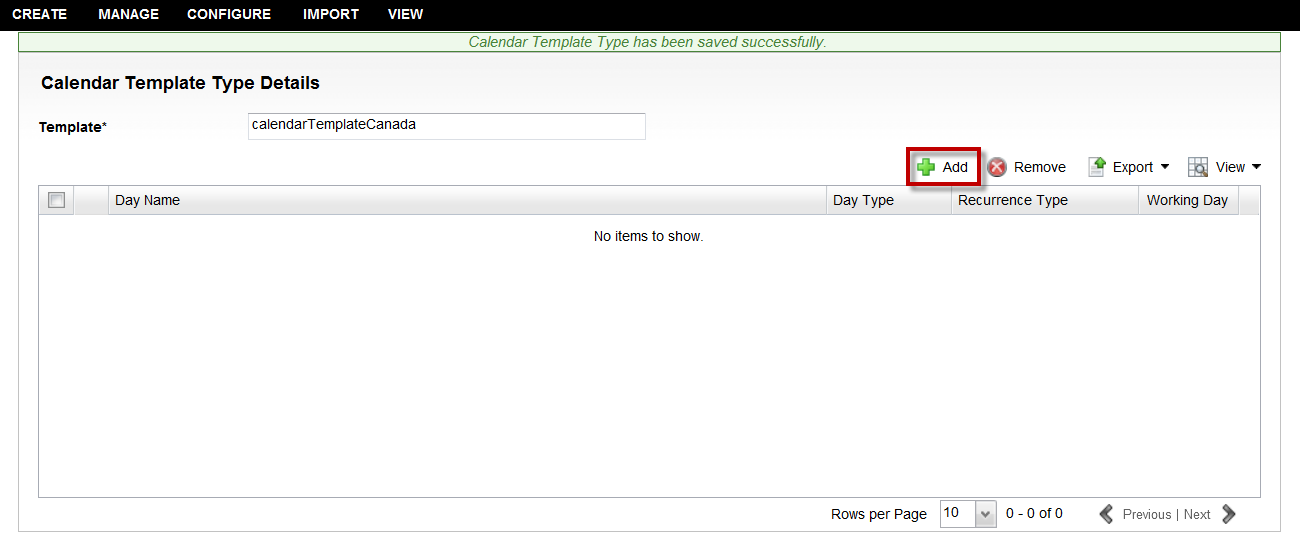 CREATE MANAGE CONFIGURE IMPORT VIEW
Calendar Template Type has been saved successfully.
Calendar Template Type Details
Template* calendarTemplateCanada
Add Remove Export View
Day Name Day Type Recurrence Type Working Day
No items to show.
Rows per Page 10 0 - 0 of 0 Previous | Next